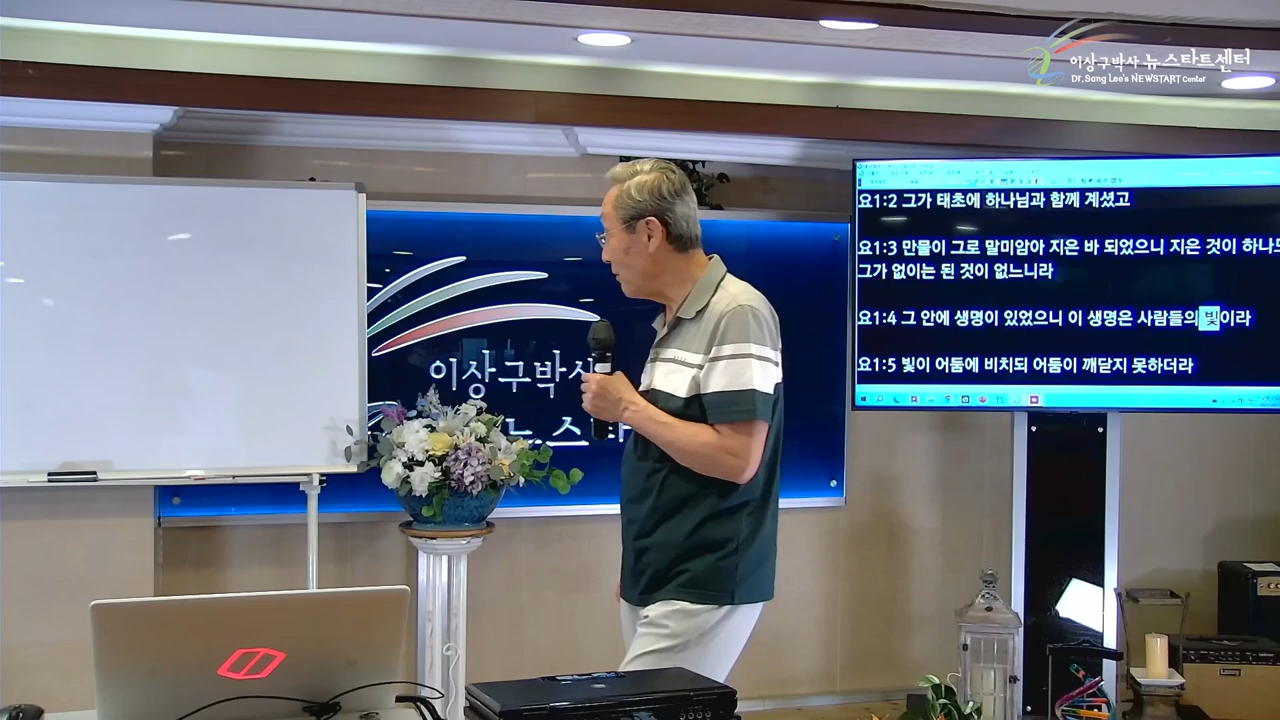 이상구박사 뉴스타트센터
Dr. Sang Lee's NEWSTART Center
요1:2 그가 태초에 하나님과 함께 계셨고
요1:3 만물이 그로 말미암아 지은 바 되었으니 지은 것이 하나도
그가 없이는 된 것이 없느니라
요1:4 그 안에 생명이 있었으니 이 생명은 사람들의 빛이라
요1:5 빛이 어둠에 비치되 어둠이 깨닫지 못하더라
이상구박사
뉴스타